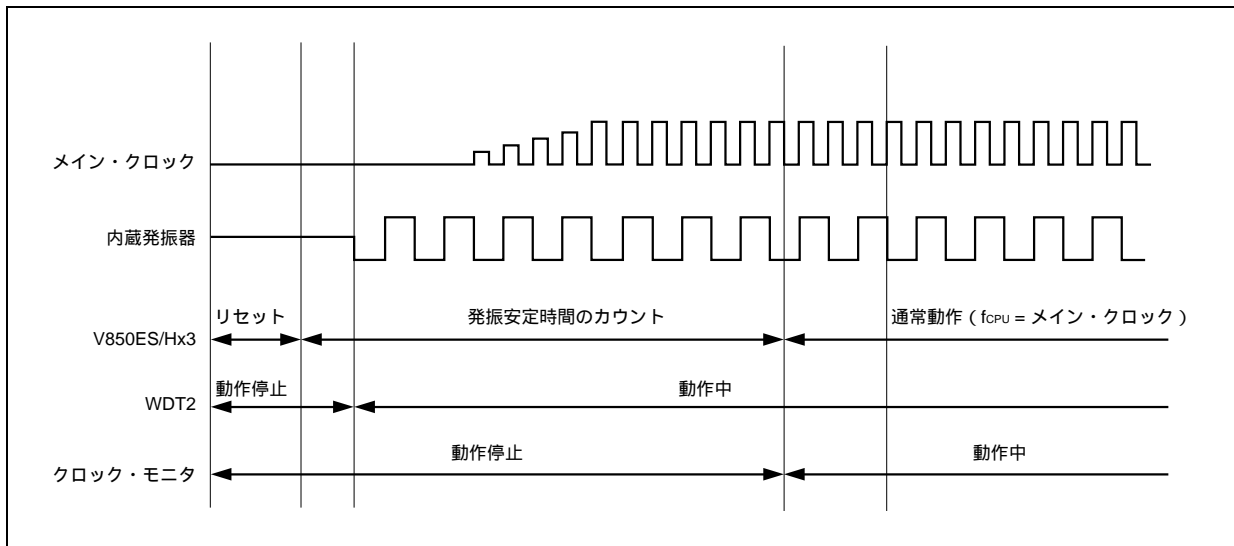 メイン・クロック
内蔵発振器
リセット
発振安定時間のカウント
通常動作（fCPU = メイン・クロック）
V850ES/Hx3
動作停止
動作中
WDT2
動作停止
動作中
クロック・モニタ